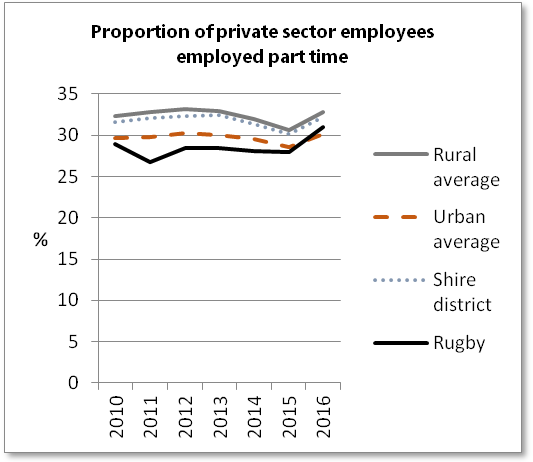 Proportion of private sector employees
employed part time
35
30
25
20
15
10
5
0
%
2010
2011
2012
2013
2014
2015
2016
Rural
average
Urban
average
Shire
district
Rugby